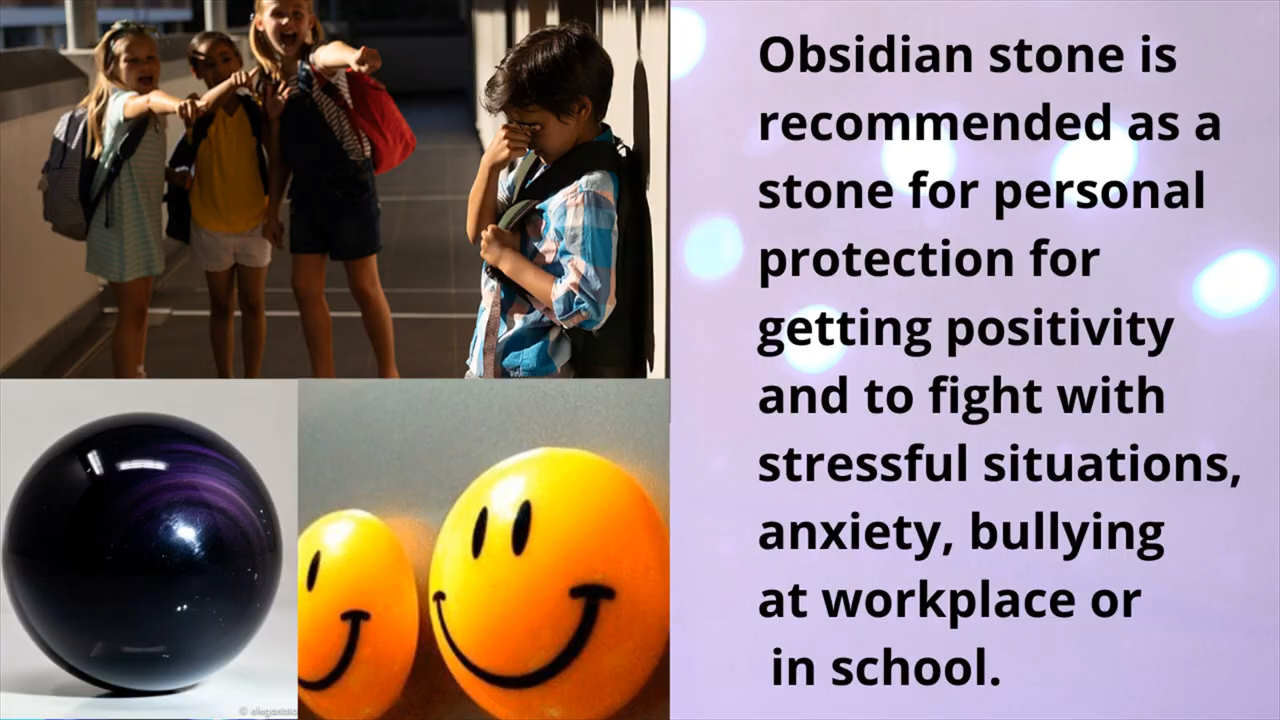 Obsidian stone is
recommended as a
stone for personal
protection for
getting positivity
and to fight with
stressful situations,
anxiety, bullying
at workplace or
in school.